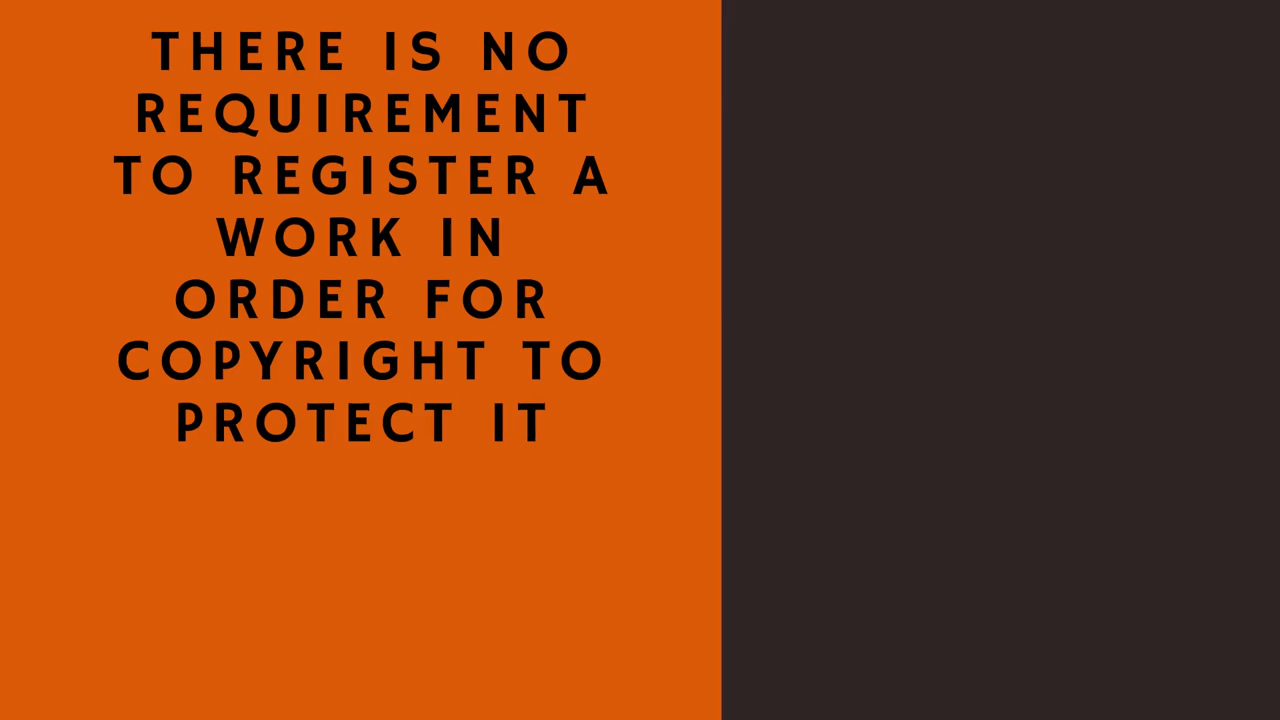 THERE IS NO
REQUIREMENT
TO REGISTER A
WORK IN
ORDER FOR
COPYRIGHT TO
PROTECT IT